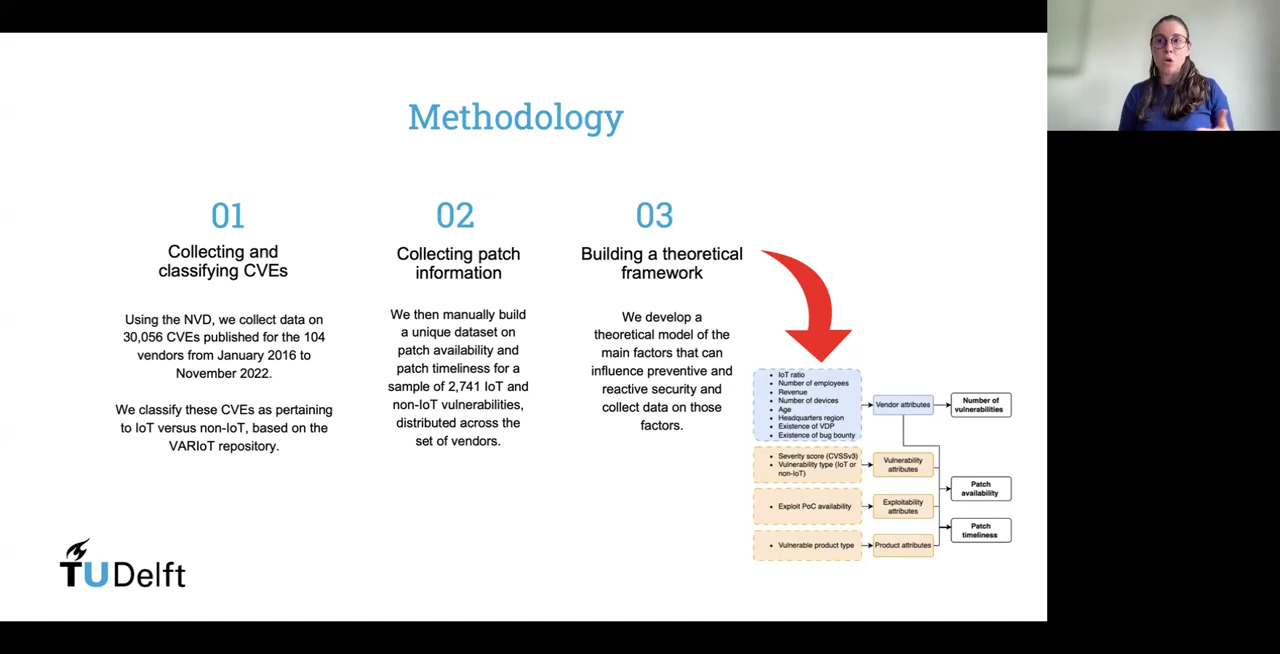 Methodology
01
Collecting and
classifying CVEs
Using the NVD, we collect data on
30,056 CVEs published for the 104
vendors from January 2016 to
November 2022.
We classify these CVEs as pertaining
to IoT versus non-IoT, based on the
VARIoT repository.
02
Collecting patch
information
We then manually build
a unique dataset on
patch availability and
patch timeliness for a
sample of 2,741 IoT and
non-IoT vulnerabilities,
distributed across the
set of vendors.
03
Building a theoretical
framework
We develop a
theoretical model of the
main factors that can
influence preventive and
reactive security and
collect data on those
factors.
• IoT ratio
• Number of employees
• Revenue
• Number of devices
• Age
• Headquarters region
• Existence of VDP
• Existence of bug bounty
Vendor attributes
Number of
vulnerabilities
• Severity score (CVSSv3)
• Vulnerability type (IoT or
non-IoT)
Vulnerability
attributes
Patch
availability
• Exploit PoC availability
Exploitability
attributes
Patch
timeliness
• Vulnerable product type
Product attributes
TUDelft